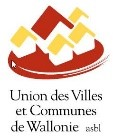 Union des Villes
et Communes
de Wallonie asbl